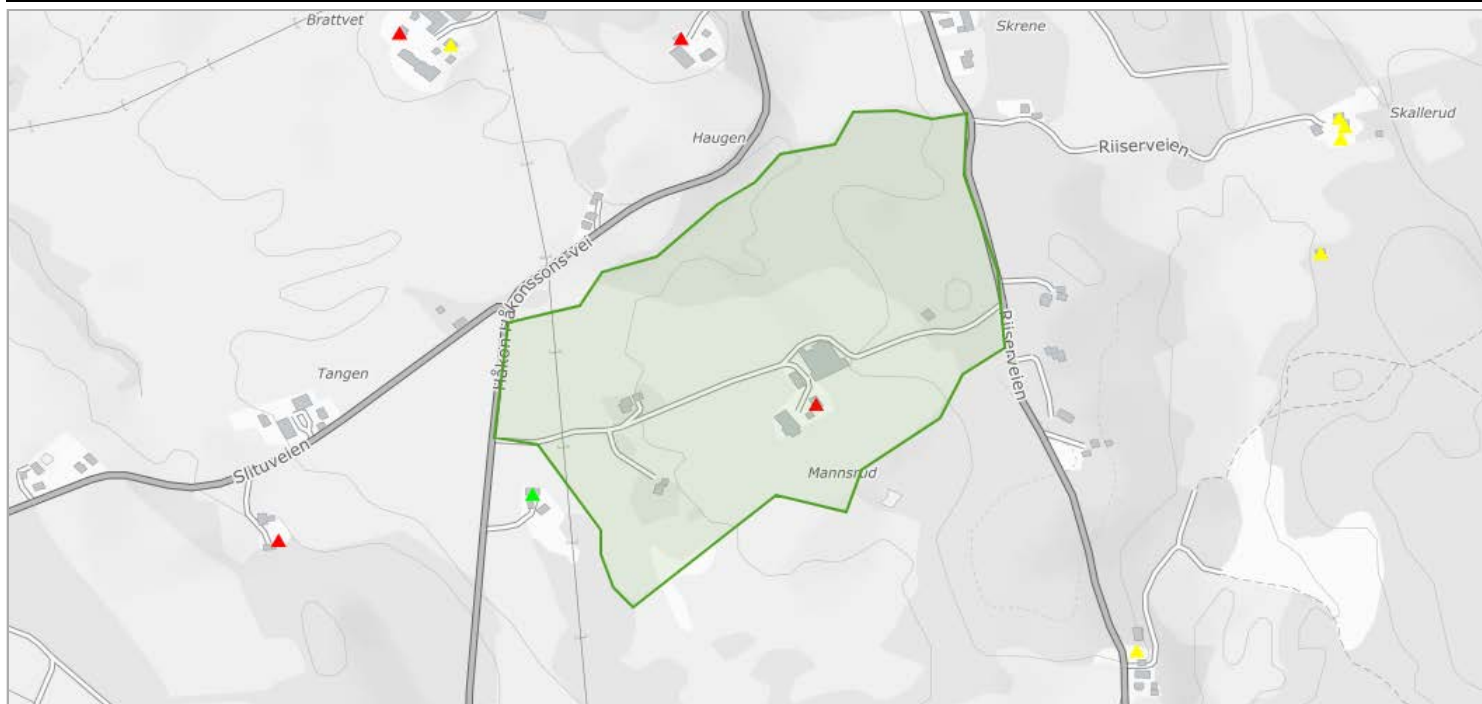 Brattvet
Skrene
Skallerud
Haugen
Riiserveien
Håkon Håkonssons vei
Riiserveien
Tangen
Slituveien
Mannsrud